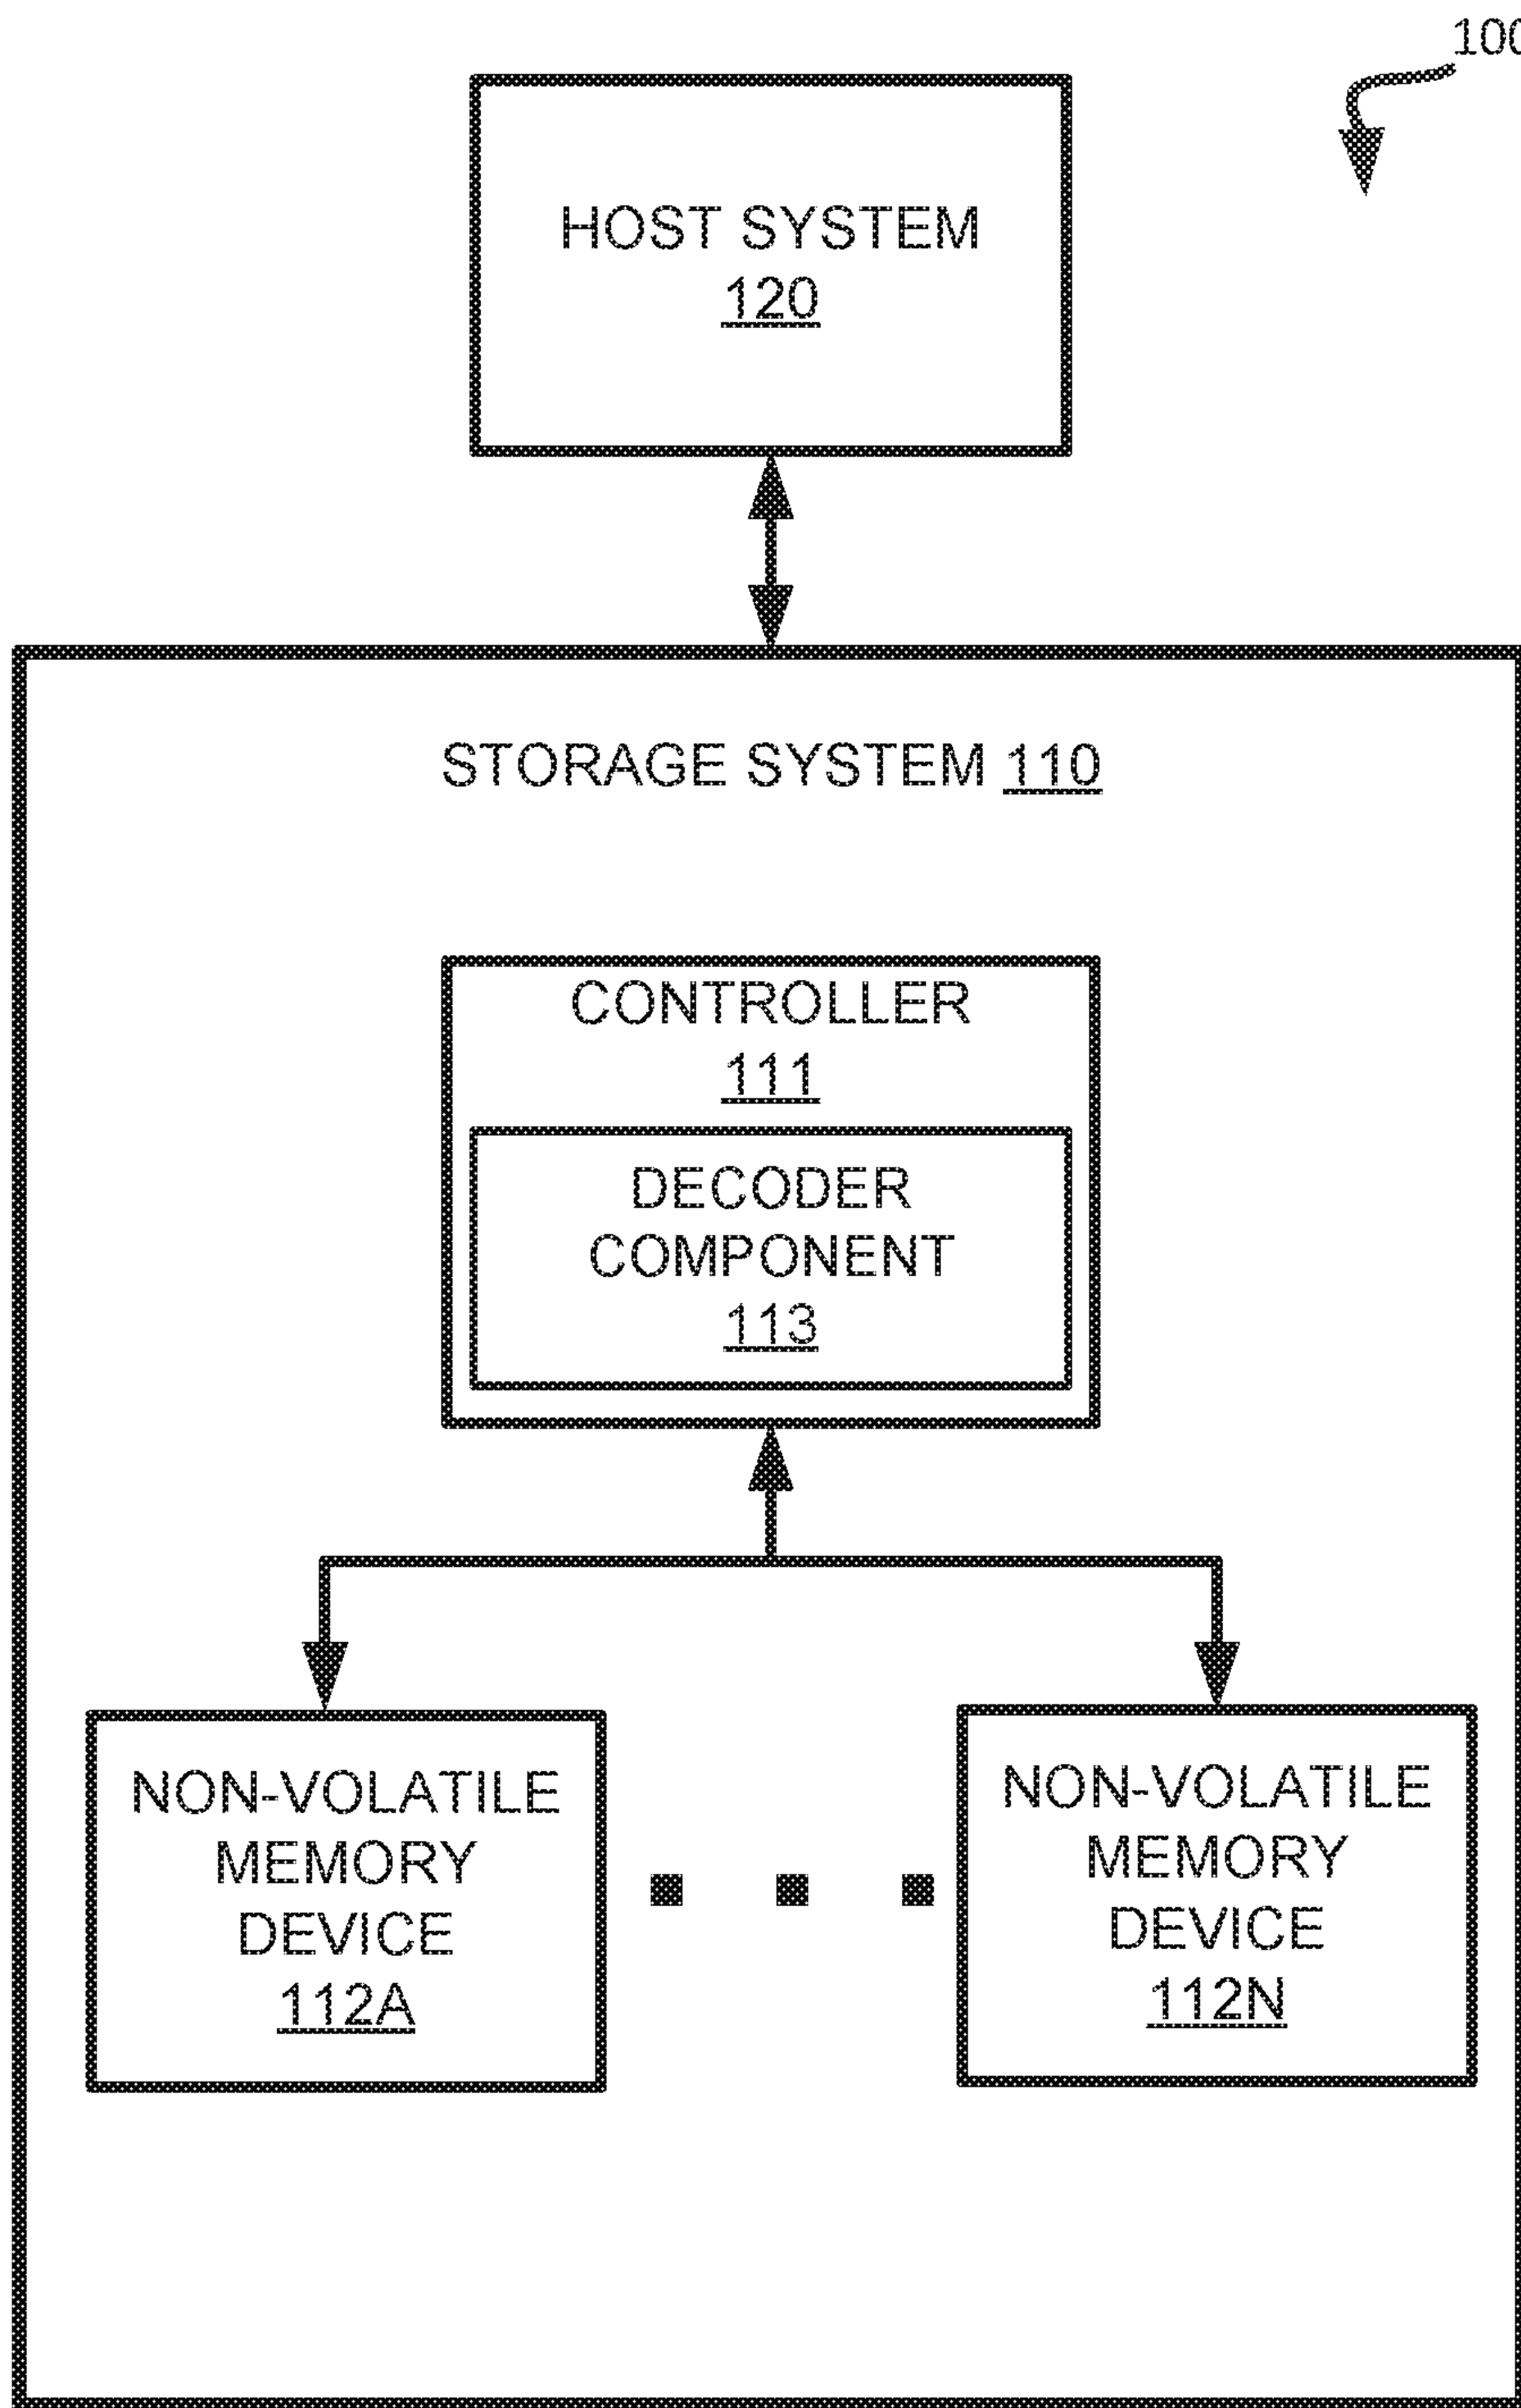 100
HOST SYSTEM
120
STORAGE SYSTEM 110
CONTROLLER
111
DECODER
COMPONENT
113
NON-VOLATILE
MEMORY
DEVICE
112A
NON-VOLATILE
MEMORY
DEVICE
112N